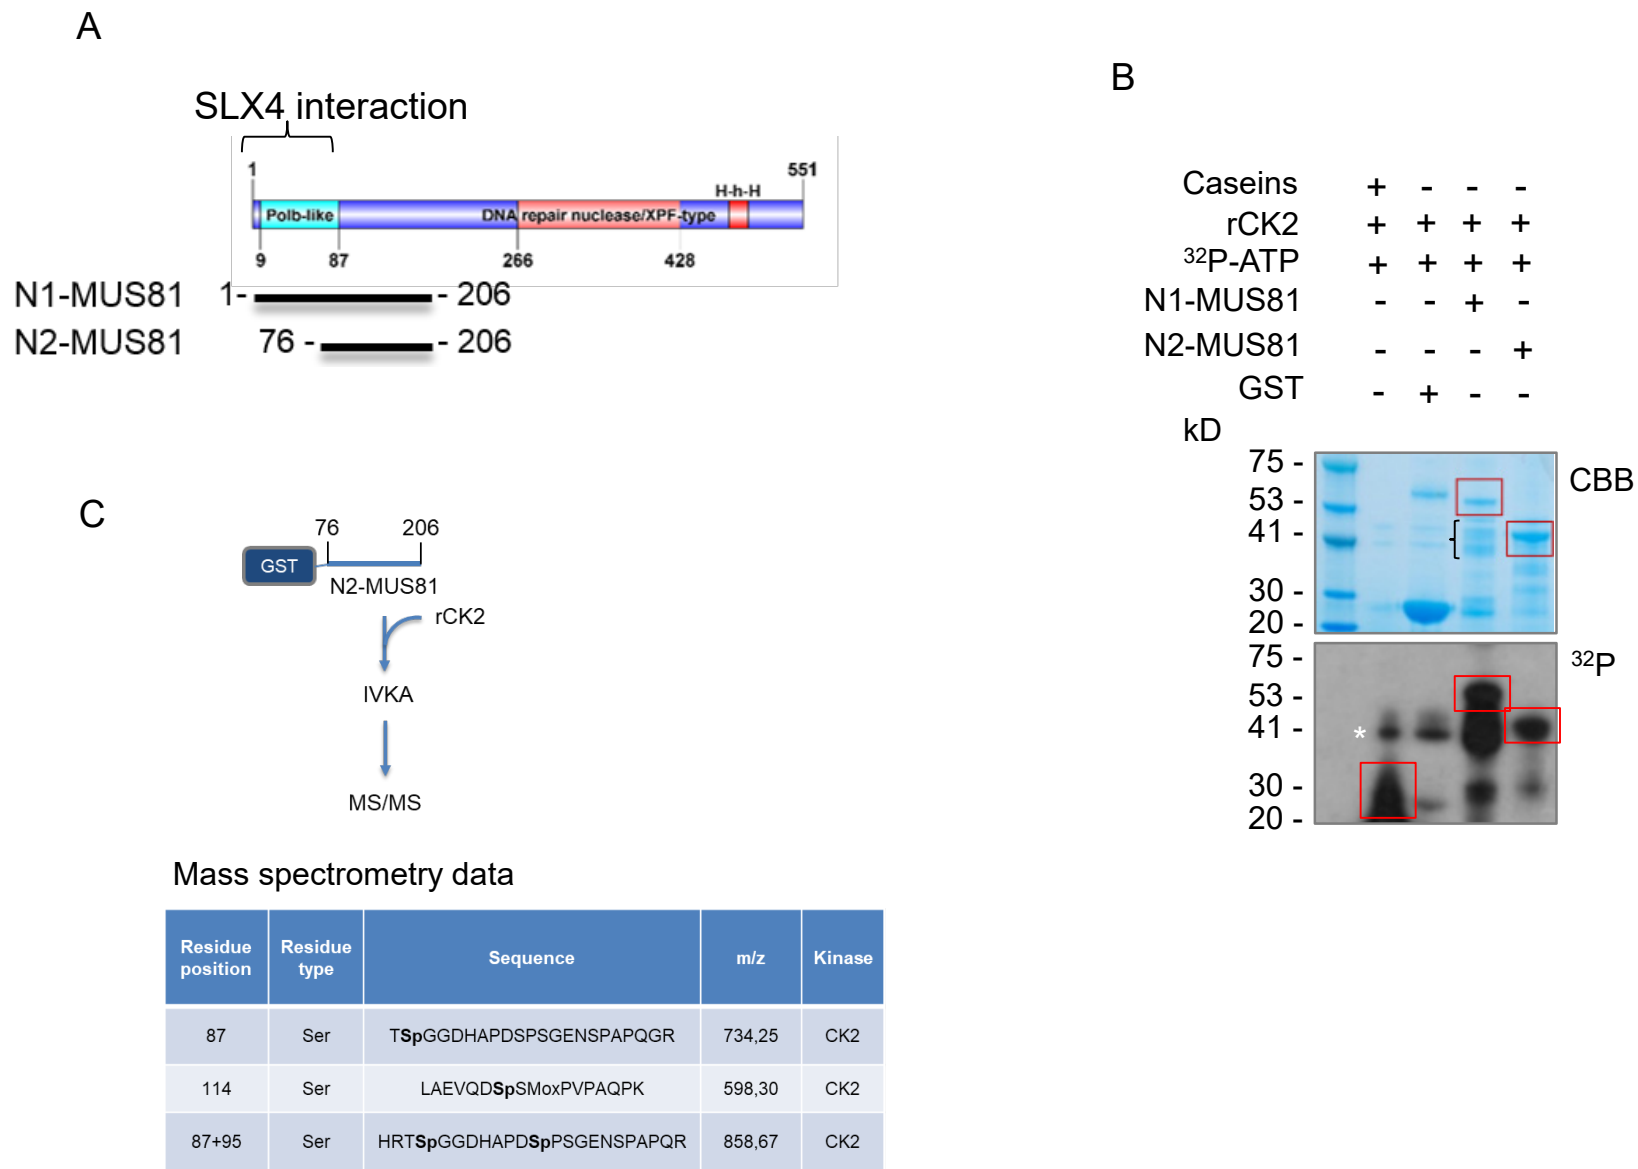 A
SLX4 interaction
1 551
H-h-H
Polb-like DNA repair nuclease/XPF-type
9 87 266 428
N1-MUS81 1- - 206
N2-MUS81 76 - - 206
B
Caseins + - - -
rCK2 + + + +
32P-ATP + + + +
N1-MUS81 - - + -
N2-MUS81 - - - +
GST - + - -
kD
75 -
53 -
41 -
30 -
20 -
CBB
75 -
53 -
41 -
30 -
20 -
32P
*
C
76 206
GST
N2-MUS81
rCK2
IVKA
MS/MS
Mass spectrometry data
Residue position Residue type Sequence m/z Kinase
87 Ser TSpGGDHAPDSPSGENSPAPQGR 734,25 CK2
114 Ser LAEVQDSpSMoxPVPAQPK 598,30 CK2
87+95 Ser HRTSpGGDHAPDSpPSGENSPAPQR 858,67 CK2